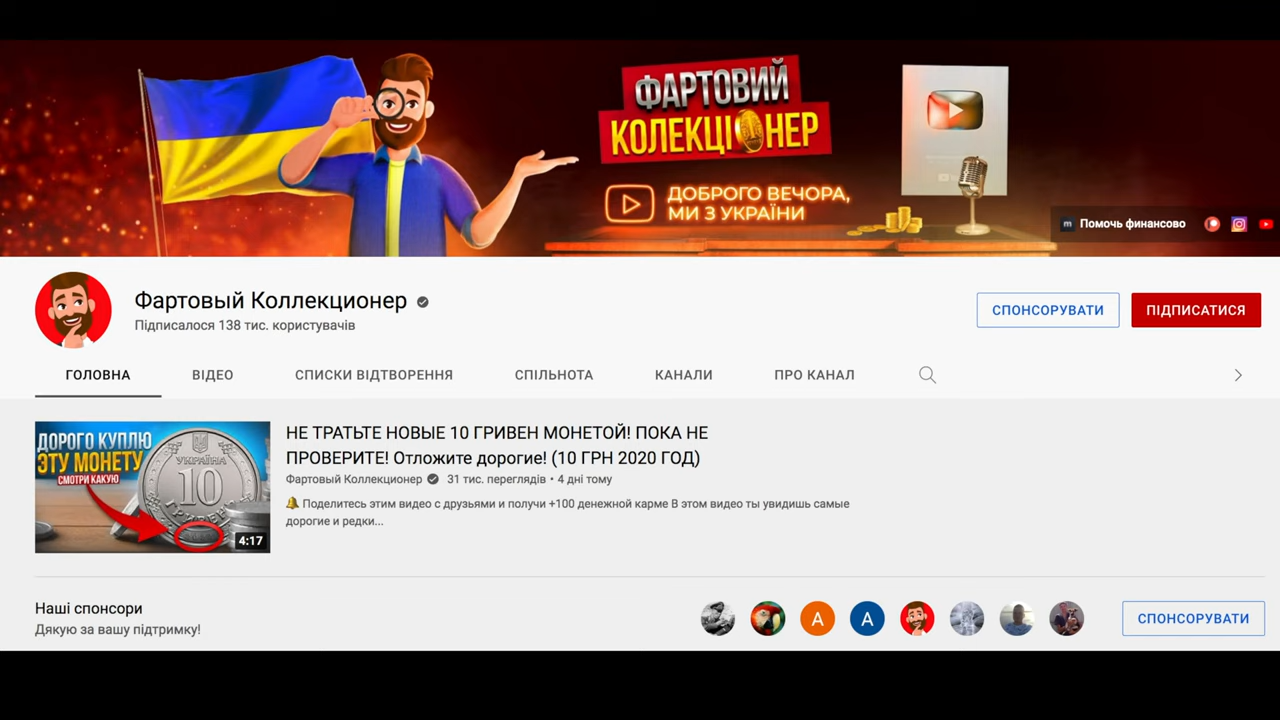 ФАРТОВИЙ
КОЛЕКЦІОНЕР
ДОБРОГО ВЕЧОРА,
МИ З УКРАЇНИ
m Помочь финансово
Фартовый Коллекционер
Підписалося 138 тис. користувачів
СПОНСОРУВАТИ
ПІДПИСАТИСЯ
ГОЛОВНА
ВІДЕО
СПИСКИ ВІДТВОРЕННЯ
СПІЛЬНОТА
КАНАЛИ
ПРО КАНАЛ
ДОРОГО КУПЛЮ
ЭТУ МОНЕТУ
СМОТРИ КАКУЮ
УКРАЇНА
10
ГРИВЕНЬ
4:17
НЕ ТРАТЬТЕ НОВЫЕ 10 ГРИВЕН МОНЕТОЙ! ПОКА НЕ
ПРОВЕРИТЕ! Отложите дорогие! (10 ГРН 2020 ГОД)
Фартовый Коллекционер 31 тис. переглядів • 4 дні тому
Поделитесь этим видео с друзьями и получи +100 денежной карме В этом видео ты увидишь самые
дорогие и редки...
Наші спонсори
Дякую за вашу підтримку!
А
А
СПОНСОРУВАТИ